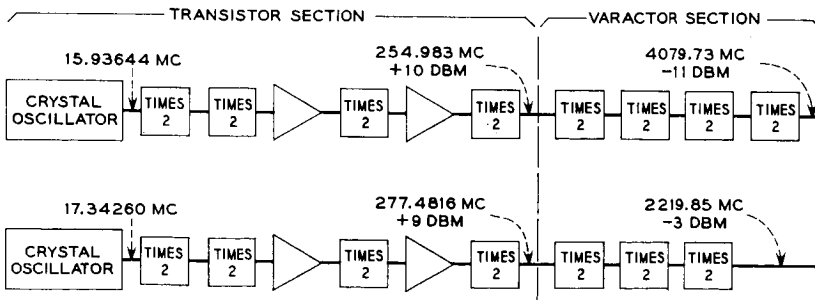 TRANSISTOR SECTION
VARACTOR SECTION
15.93644 MC
254.983 MC
+10 DBM
4079.73 MC
-11 DBM
CRYSTAL
OSCILLATOR
TIMES
2
TIMES
2
TIMES
2
TIMES
2
TIMES
2
TIMES
2
TIMES
2
TIMES
2
17.34260 MC
277.4816 MC
+9 DBM
2219.85 MC
-3 DBM
CRYSTAL
OSCILLATOR
TIMES
2
TIMES
2
TIMES
2
TIMES
2
TIMES
2
TIMES
2
TIMES
2